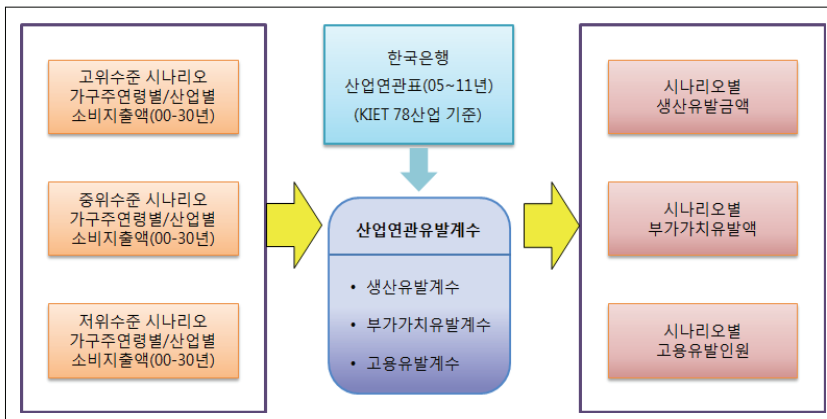 고위수준 시나리오
가구주연령별/산업별
소비지출액(00-30년)
중위수준 시나리오
가구주연령별/산업별
소비지출액(00-30년)
저위수준 시나리오
가구주연령별/산업별
소비지출액(00-30년)
한국은행
산업연관표(05~11년)
(KIET 78산업 기준)
산업연관유발계수
• 생산유발계수
• 부가가치유발계수
• 고용유발계수
시나리오별
생산유발금액
시나리오별
부가가치유발액
시나리오별
고용유발인원